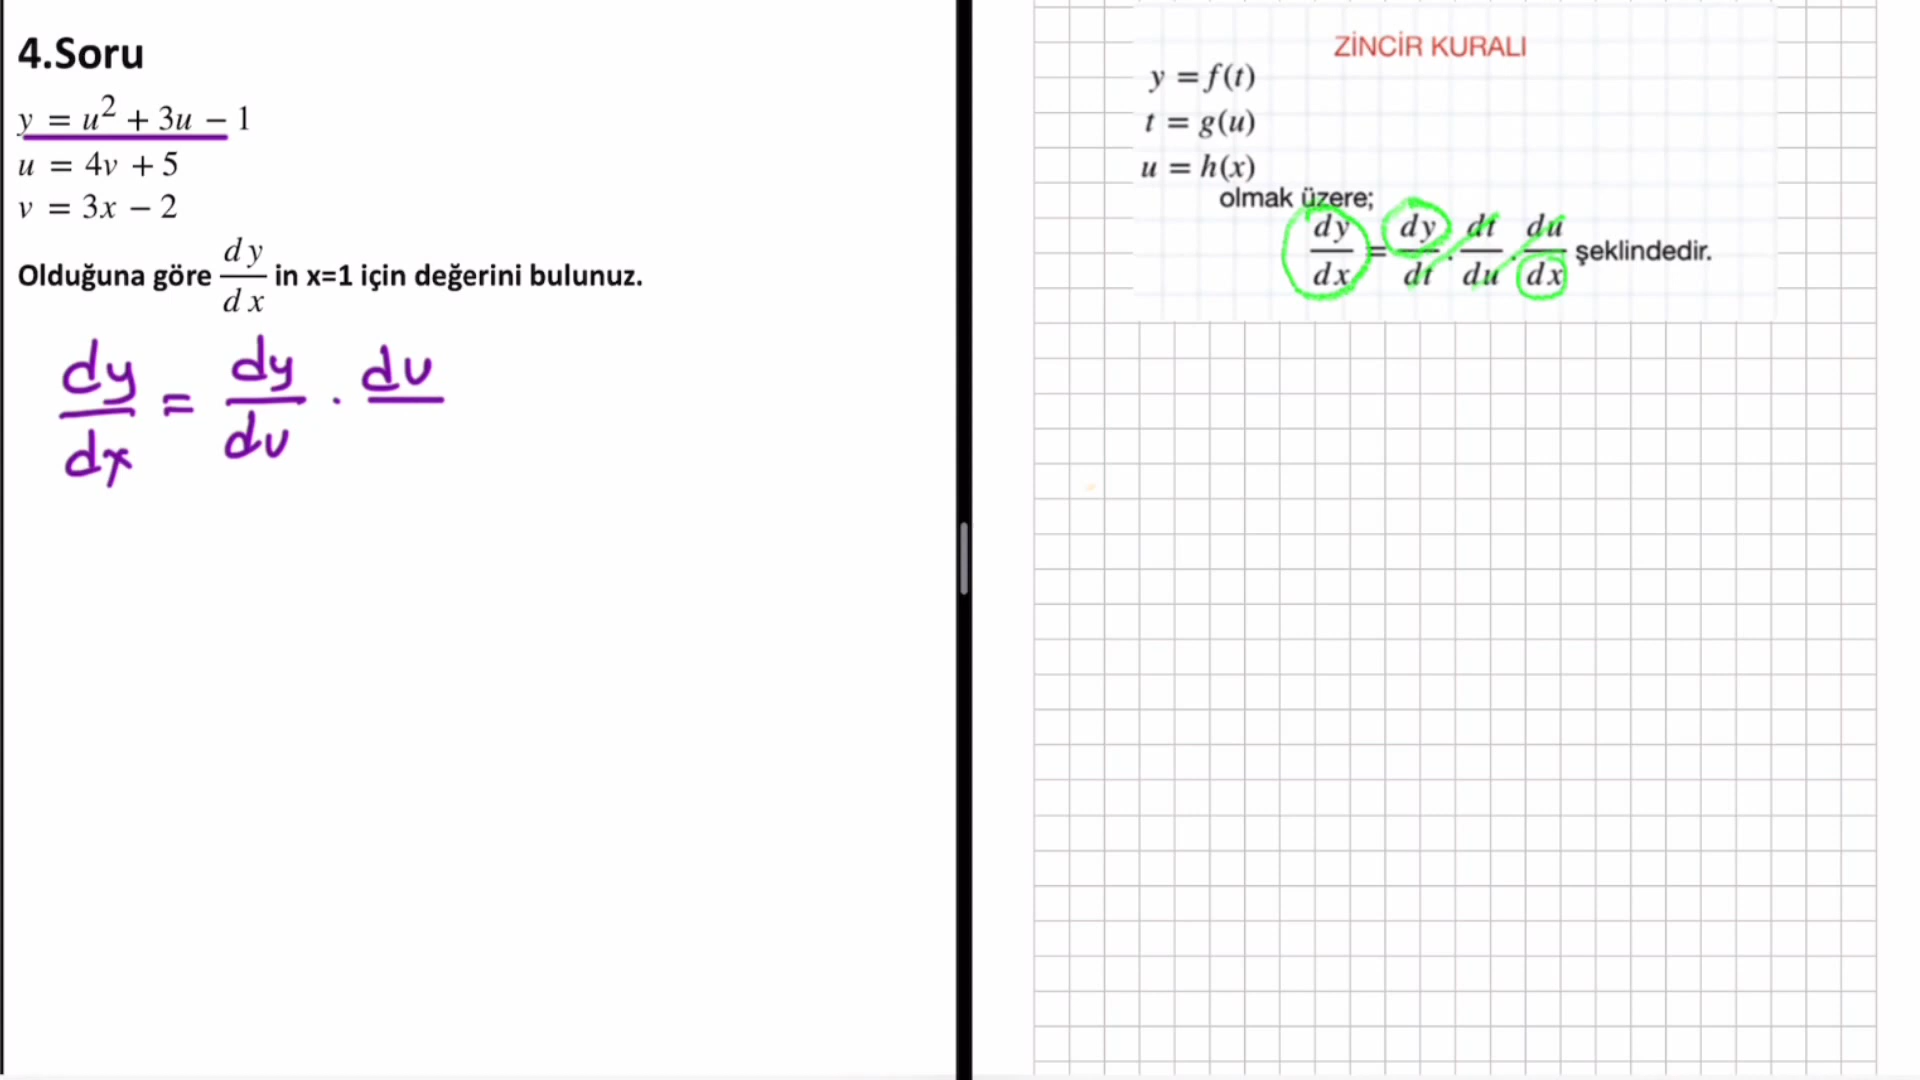 4.Soru
y = u² + 3u − 1
u = 4v + 5
v = 3x − 2
Olduğuna göre dy/dx in x=1 için değerini bulunuz.
dy/dx = dy/du · du/
ZİNCİR KURALI
y = f(t)
t = g(u)
u = h(x)
olmak üzere;
dy/dx = dy/dt · dt/du · du/dx şeklindedir.